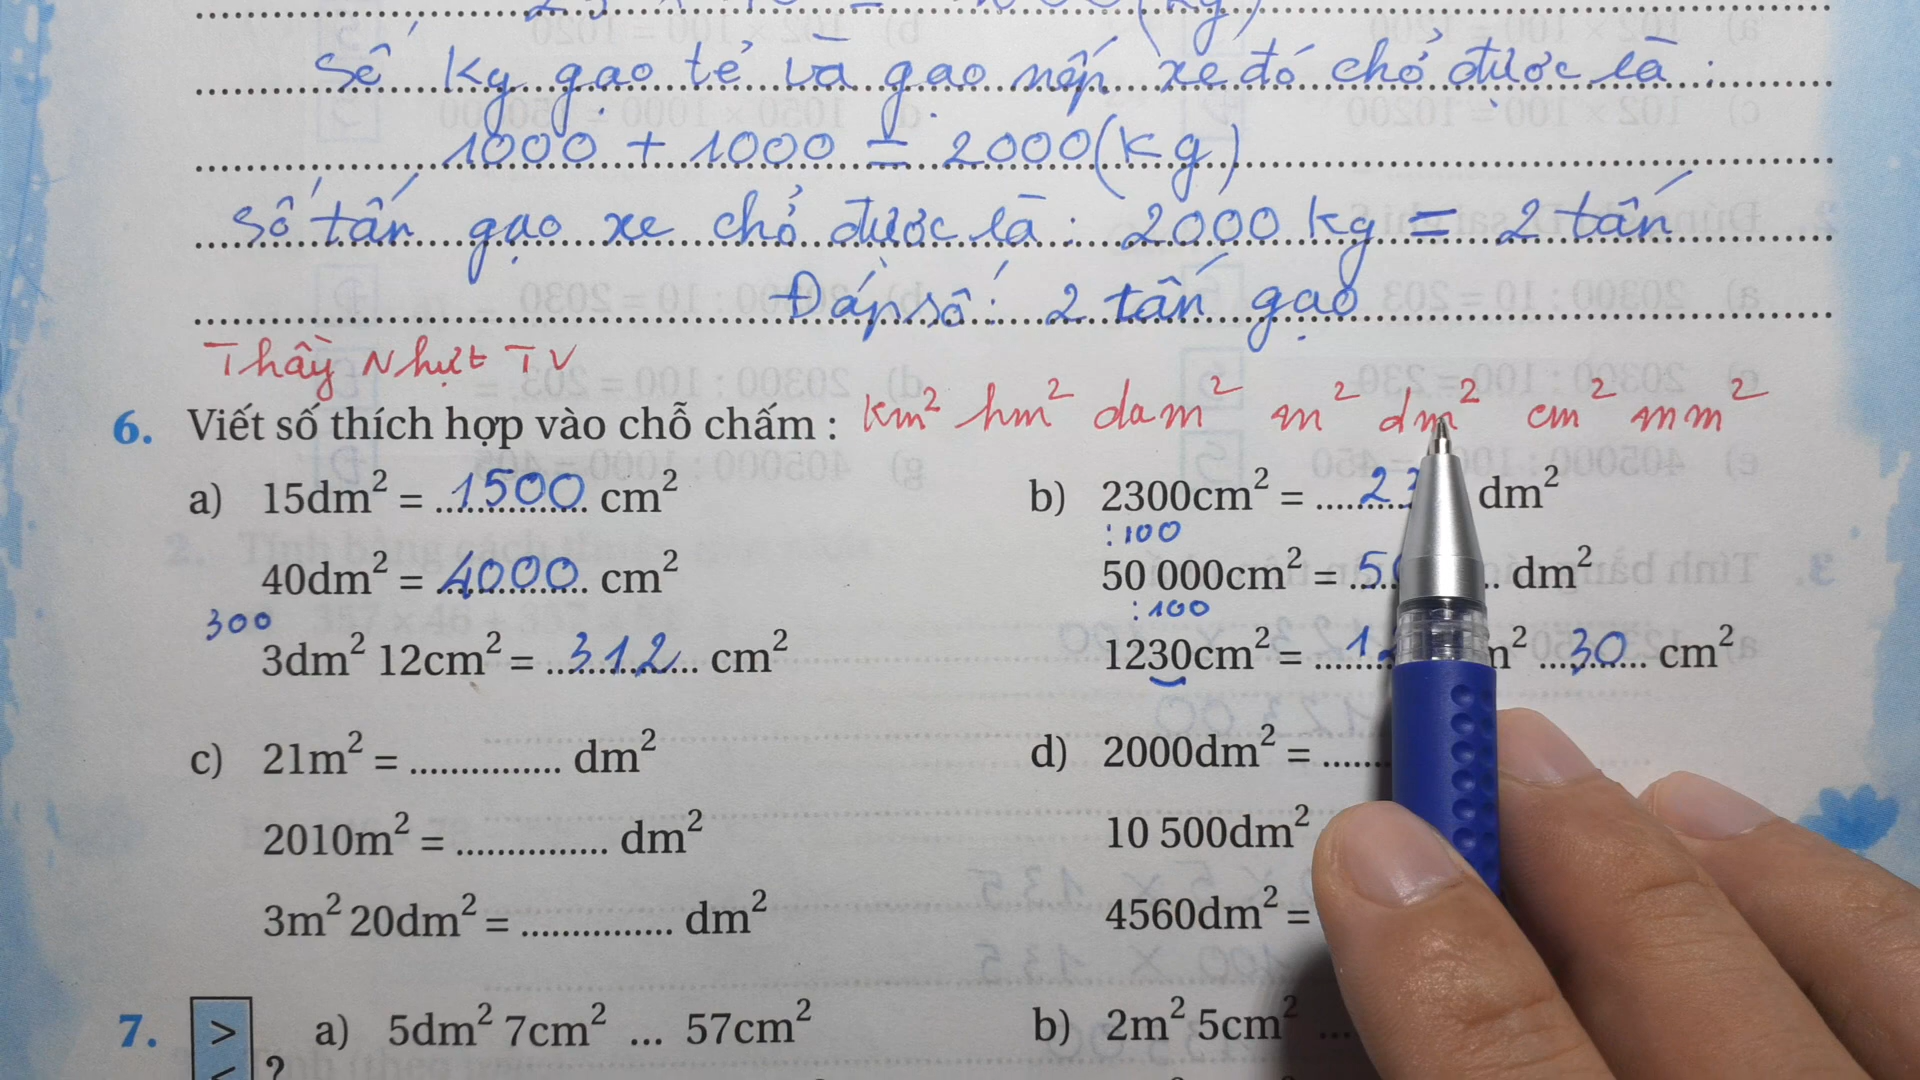 Số kg gạo tẻ và gạo nếp xe đó chở được là :
1000 + 1000 = 2000(kg)
Số tấn gạo xe chở được là : 2000 kg = 2 tấn
Đáp số : 2 tấn gạo
Thầy Nhựt TV
6. Viết số thích hợp vào chỗ chấm : km² hm² dam² m² dm² cm² mm²
a) 15dm² = 1500 cm² b) 2300cm² = dm²
:100
40dm² = 4000 cm² 50 000cm² = dm²
300 :100
3dm² 12cm² = 312 cm² 1230cm² = 30 cm²
c) 21m² = ............... dm² d) 2000dm² =
2010m² = ............... dm² 10 500dm²
3m² 20dm² = ............... dm² 4560dm² =
7. > a) 5dm² 7cm² ... 57cm² b) 2m² 5cm² ...
< ?